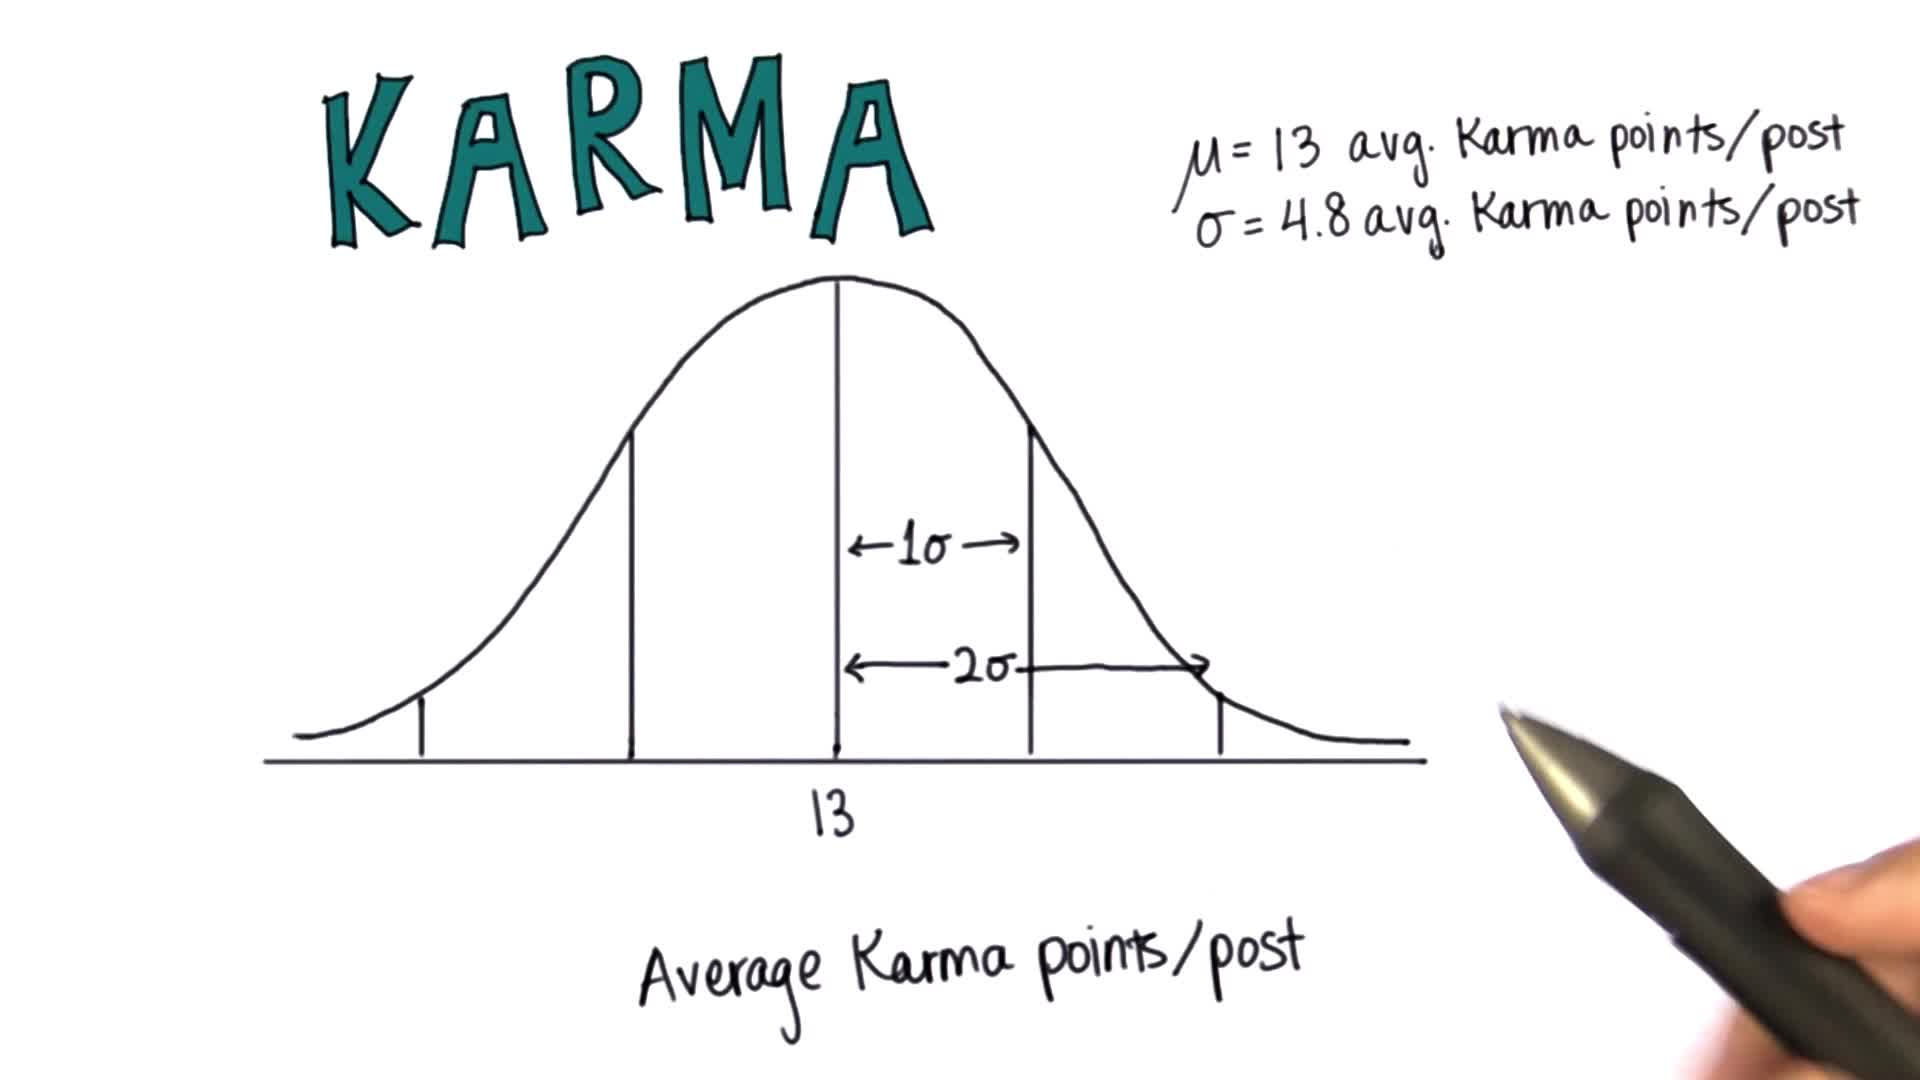 KARMA
μ = 13 avg. Karma points/post
σ = 4.8 avg. Karma points/post
1σ
2σ
13
Average Karma points/post